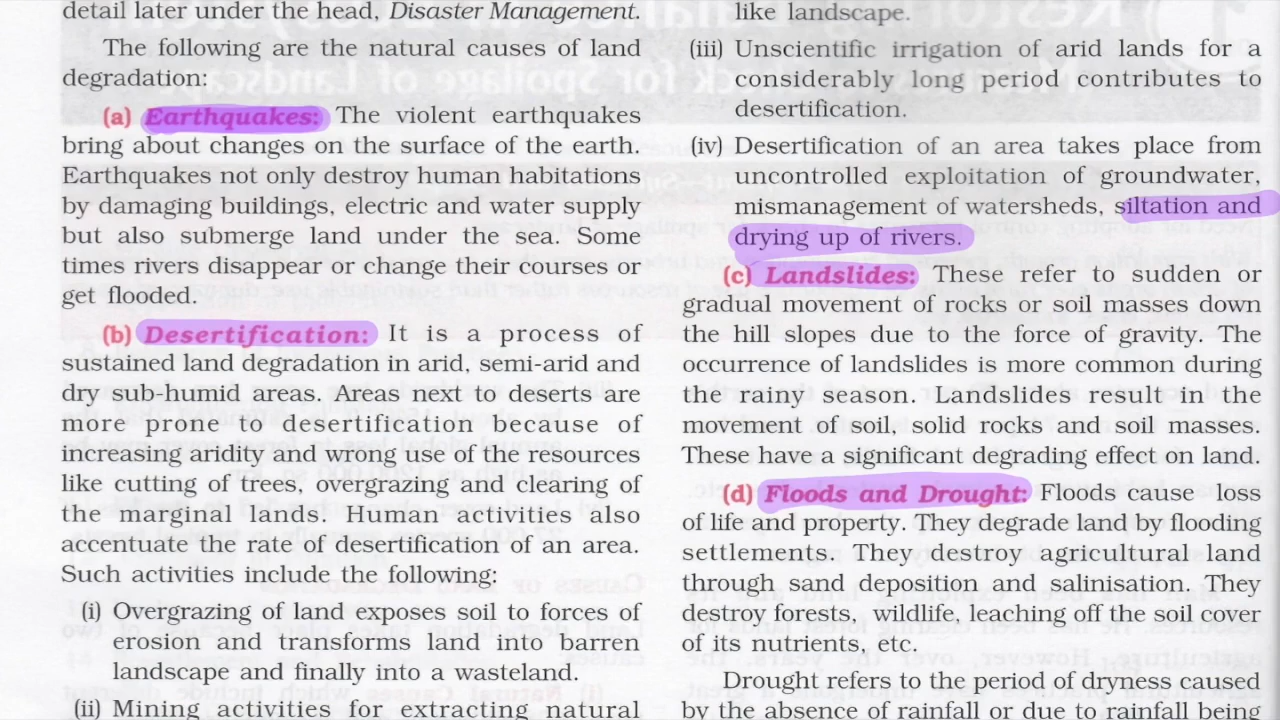 detail later under the head, Disaster Management.
The following are the natural causes of land
degradation:
(a) Earthquakes: The violent earthquakes
bring about changes on the surface of the earth.
Earthquakes not only destroy human habitations
by damaging buildings, electric and water supply
but also submerge land under the sea. Some
times rivers disappear or change their courses or
get flooded.
(b) Desertification: It is a process of
sustained land degradation in arid, semi-arid and
dry sub-humid areas. Areas next to deserts are
more prone to desertification because of
increasing aridity and wrong use of the resources
like cutting of trees, overgrazing and clearing of
the marginal lands. Human activities also
accentuate the rate of desertification of an area.
Such activities include the following:
(i) Overgrazing of land exposes soil to forces of
erosion and transforms land into barren
landscape and finally into a wasteland.
(ii) Mining activities for extracting natural
like landscape.
(iii) Unscientific irrigation of arid lands for a
considerably long period contributes to
desertification.
(iv) Desertification of an area takes place from
uncontrolled exploitation of groundwater,
mismanagement of watersheds, siltation and
drying up of rivers.
(c) Landslides: These refer to sudden or
gradual movement of rocks or soil masses down
the hill slopes due to the force of gravity. The
occurrence of landslides is more common during
the rainy season. Landslides result in the
movement of soil, solid rocks and soil masses.
These have a significant degrading effect on land.
(d) Floods and Drought: Floods cause loss
of life and property. They degrade land by flooding
settlements. They destroy agricultural land
through sand deposition and salinisation. They
destroy forests, wildlife, leaching off the soil cover
of its nutrients, etc.
Drought refers to the period of dryness caused
by the absence of rainfall or due to rainfall being